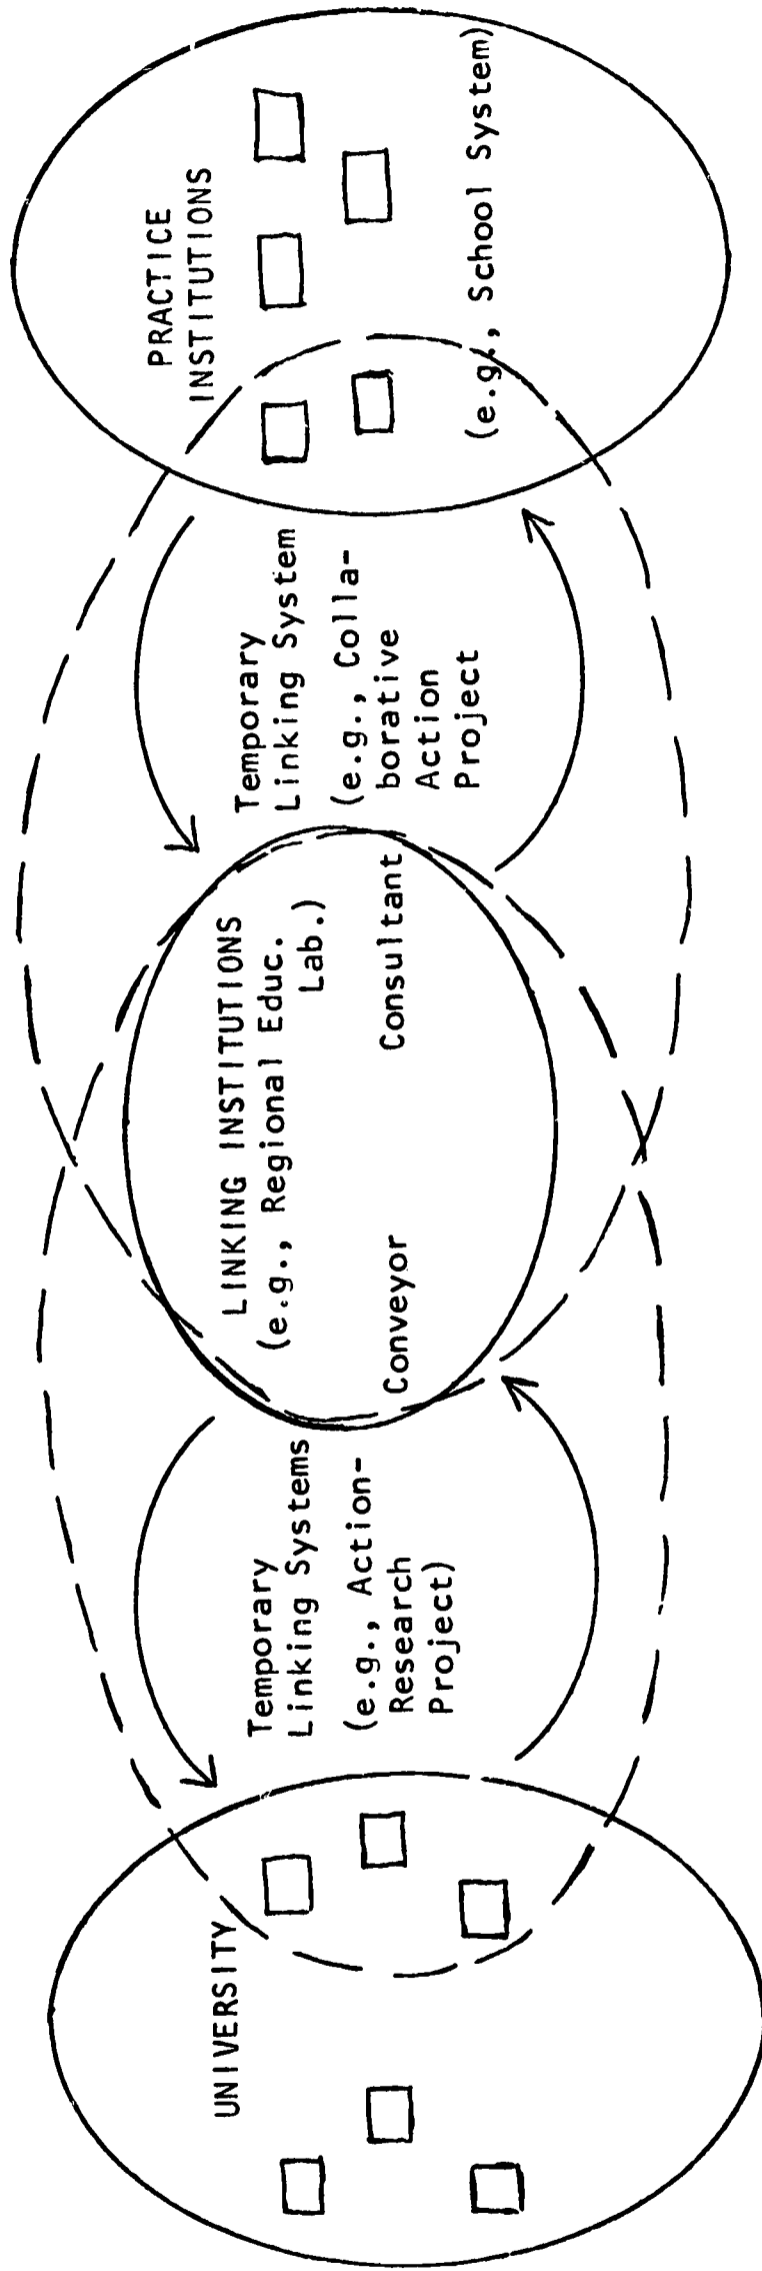 UNIVERSITY
Temporary
Linking Systems
(e.g., Action-
Research
Project)
LINKING INSTITUTIONS
(e.g., Regional Educ.
Lab.)
Conveyor
Consultant
Temporary
Linking System
(e.g., Colla-
borative
Action
Project
PRACTICE
INSTITUTIONS
(e.g., School System)